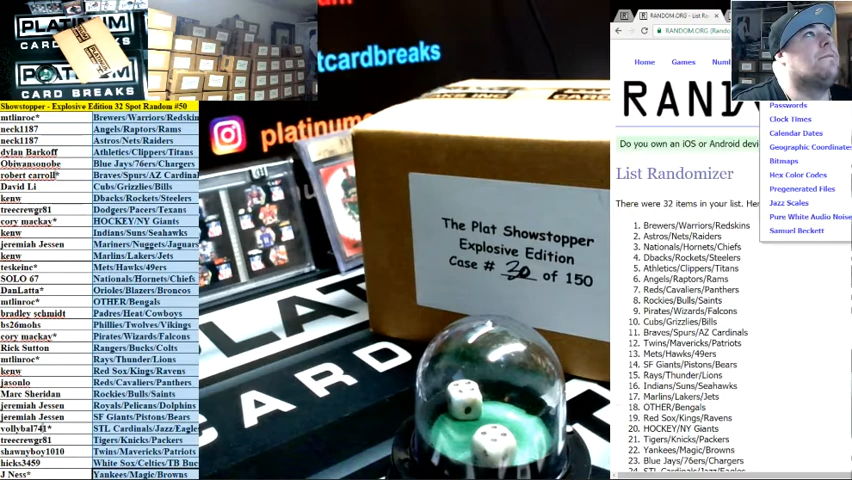 PLATINUM
CARD BREAKS
PLATINUM
CARD BREAKS
Showstopper - Explosive Edition 32 Spot Random #50
mtlinroc* Brewers/Warriors/Redskin
neck1187 Angels/Raptors/Rams
neck1187 Astros/Nets/Raiders
dylan Barkoff Athletics/Clippers/Titans
Obiwansonobe Blue Jays/76ers/Chargers
robert carroll* Braves/Spurs/AZ Cardinal
David Li Cubs/Grizzlies/Bills
kenw Dbacks/Rockets/Steelers
treecrewgr81 Dodgers/Pacers/Texans
cory mackay* HOCKEY/NY Giants
kenw Indians/Suns/Seahawks
jeremiah Jessen Mariners/Nuggets/Jaguars
kenw Marlins/Lakers/Jets
teskeinc* Mets/Hawks/49ers
SOLO 67 Nationals/Hornets/Chiefs
DanLatta* Orioles/Blazers/Broncos
mtlinroc* OTHER/Bengals
bradley schmidt Padres/Heat/Cowboys
bs26mohs Phillies/Twolves/Vikings
cory mackay* Pirates/Wizards/Falcons
Rick Sutton Rangers/Bucks/Colts
mtlinroc* Rays/Thunder/Lions
kenw Red Sox/Kings/Ravens
jasonlo Reds/Cavaliers/Panthers
Marc Sheridan Rockies/Bulls/Saints
jeremiah Jessen Royals/Pelicans/Dolphins
jeremiah Jessen SF Giants/Pistons/Bears
vollybal741* STL Cardinals/Jazz/Eagles
treecrewgr81 Tigers/Knicks/Packers
shawnyboy1010 Twins/Mavericks/Patriots
hicks3459 White Sox/Celtics/TB Buc
J Ness* Yankees/Magic/Browns
tcardbreaks
platinum
The Plat Showstopper
Explosive Edition
Case # 30 of 150
CARD
RANDOM.ORG - List R
RANDOM.ORG
Home Games Num
RAND
Do you own an iOS or Android devi
List Randomizer
There were 32 items in your list. He
1. Brewers/Warriors/Redskins
2. Astros/Nets/Raiders
3. Nationals/Hornets/Chiefs
4. Dbacks/Rockets/Steelers
5. Athletics/Clippers/Titans
6. Angels/Raptors/Rams
7. Reds/Cavaliers/Panthers
8. Rockies/Bulls/Saints
9. Pirates/Wizards/Falcons
10. Cubs/Grizzlies/Bills
11. Braves/Spurs/AZ Cardinals
12. Twins/Mavericks/Patriots
13. Mets/Hawks/49ers
14. SF Giants/Pistons/Bears
15. Rays/Thunder/Lions
16. Indians/Suns/Seahawks
17. Marlins/Lakers/Jets
18. OTHER/Bengals
19. Red Sox/Kings/Ravens
20. HOCKEY/NY Giants
21. Tigers/Knicks/Packers
22. Yankees/Magic/Browns
23. Blue Jays/76ers/Chargers
24. STL Cardinals/Jazz/Eagles
Passwords
Clock Times
Calendar Dates
Geographic Coordinates
Bitmaps
Hex Color Codes
Pregenerated Files
Jazz Scales
Pure White Audio Noise
Samuel Beckett